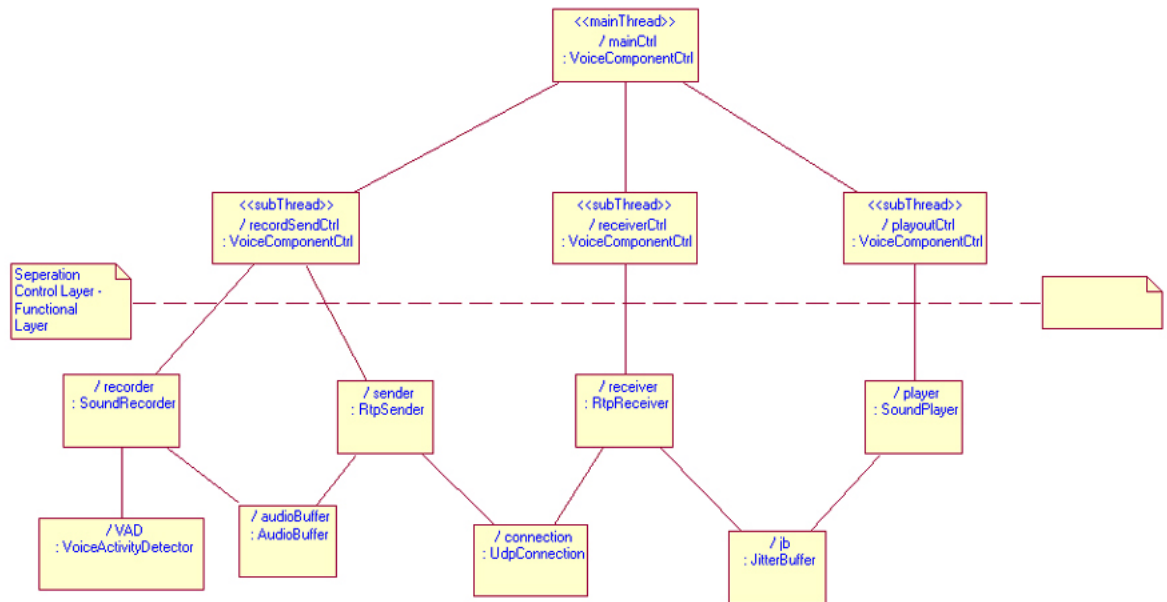 <<mainThread>>
/ mainCtrl
: VoiceComponentCtrl
<<subThread>>
/ recordSendCtrl
: VoiceComponentCtrl
<<subThread>>
/ receiverCtrl
: VoiceComponentCtrl
<<subThread>>
/ playoutCtrl
: VoiceComponentCtrl
Seperation
Control Layer -
Functional
Layer
/ recorder
: SoundRecorder
/ sender
: RtpSender
/ receiver
: RtpReceiver
/ player
: SoundPlayer
/ VAD
: VoiceActivityDetector
/ audioBuffer
: AudioBuffer
/ connection
: UdpConnection
/ jb
: JitterBuffer